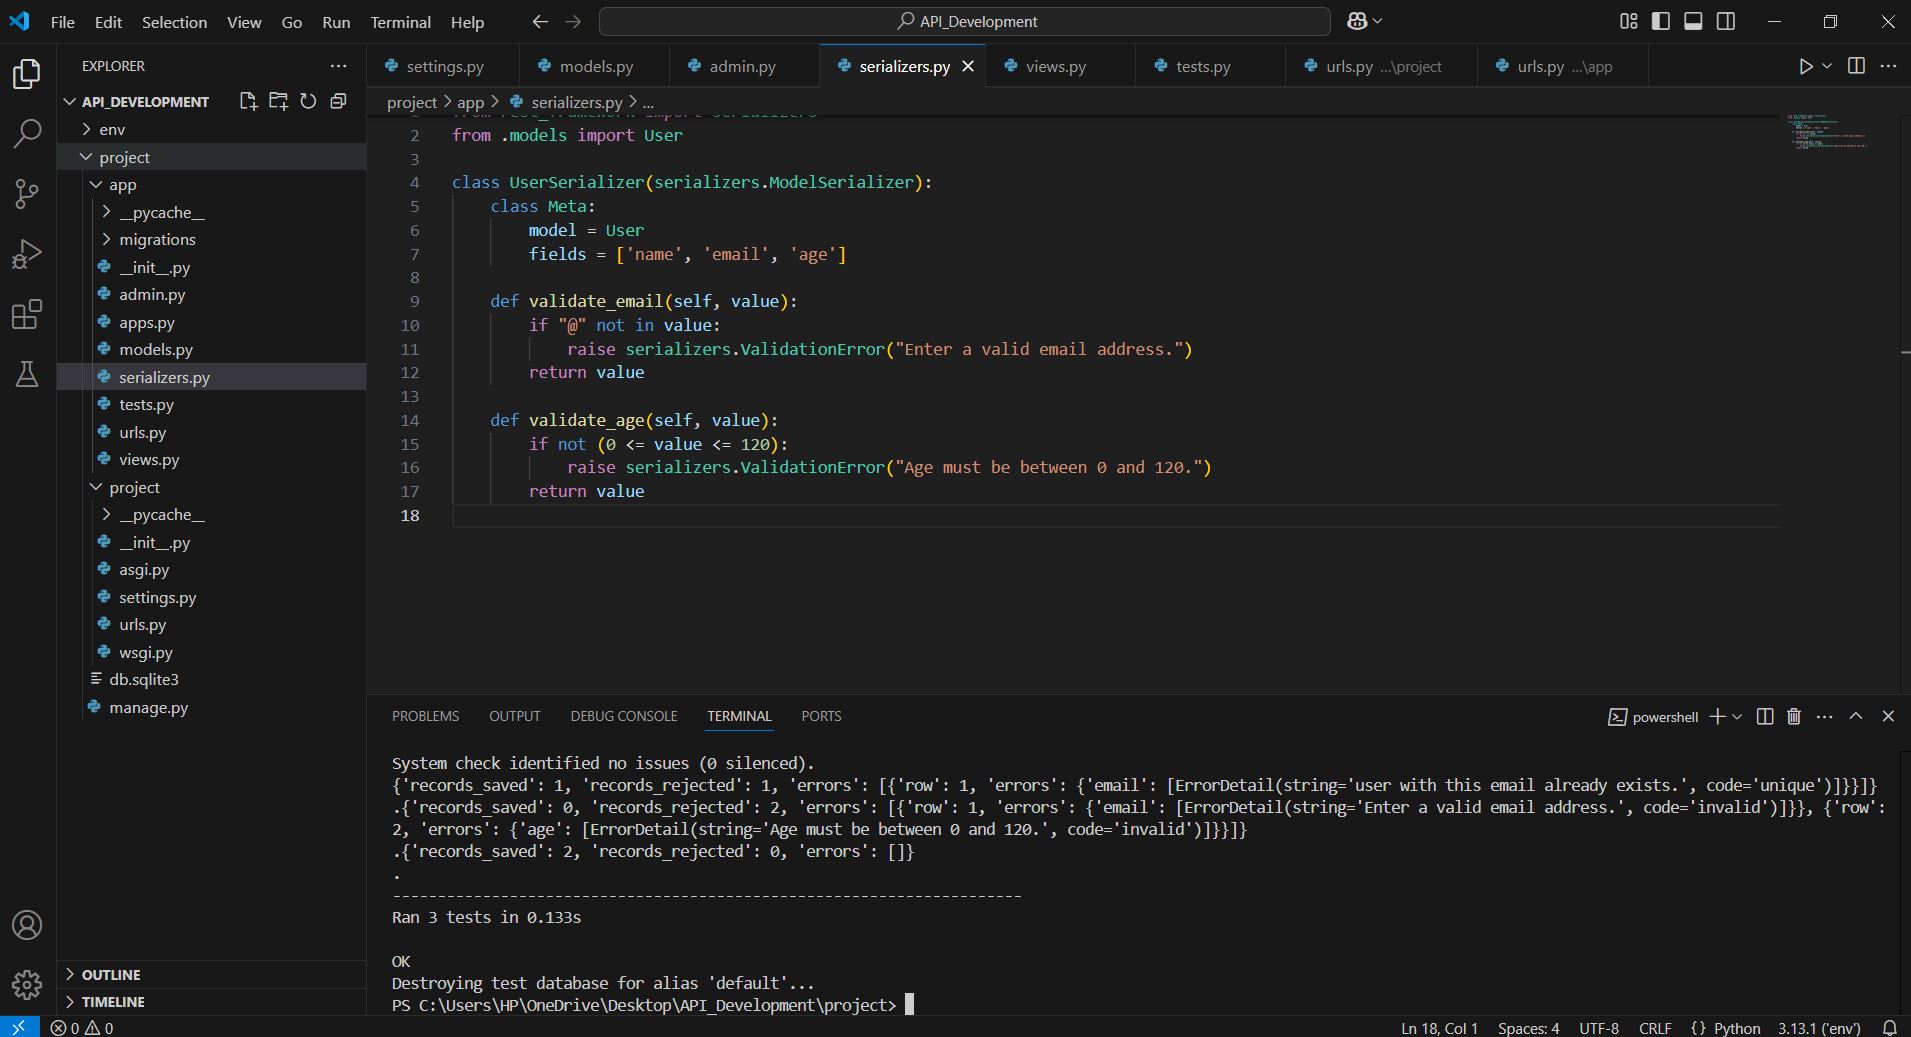 File Edit Selection View Go Run Terminal Help
API_Development
EXPLORER
API_DEVELOPMENT
env
project
app
__pycache__
migrations
__init__.py
admin.py
apps.py
models.py
serializers.py
tests.py
urls.py
views.py
project
__pycache__
__init__.py
asgi.py
settings.py
urls.py
wsgi.py
db.sqlite3
manage.py
OUTLINE
TIMELINE
settings.py models.py admin.py serializers.py views.py tests.py urls.py ...\project urls.py ...\app
project > app > serializers.py > ...
1 from rest_framework import serializers
2 from .models import User
3
4 class UserSerializer(serializers.ModelSerializer):
5 class Meta:
6 model = User
7 fields = ['name', 'email', 'age']
8
9 def validate_email(self, value):
10 if "@" not in value:
11 raise serializers.ValidationError("Enter a valid email address.")
12 return value
13
14 def validate_age(self, value):
15 if not (0 <= value <= 120):
16 raise serializers.ValidationError("Age must be between 0 and 120.")
17 return value
18
PROBLEMS OUTPUT DEBUG CONSOLE TERMINAL PORTS
powershell
System check identified no issues (0 silenced).
{'records_saved': 1, 'records_rejected': 1, 'errors': [{'row': 1, 'errors': {'email': [ErrorDetail(string='user with this email already exists.', code='unique')]}}]}
.{'records_saved': 0, 'records_rejected': 2, 'errors': [{'row': 1, 'errors': {'email': [ErrorDetail(string='Enter a valid email address.', code='invalid')]}}, {'row':
2, 'errors': {'age': [ErrorDetail(string='Age must be between 0 and 120.', code='invalid')]}}]}
.{'records_saved': 2, 'records_rejected': 0, 'errors': []}
.
----------------------------------------------------------------------
Ran 3 tests in 0.133s
OK
Destroying test database for alias 'default'...
PS C:\Users\HP\OneDrive\Desktop\API_Development\project>
0 0
Ln 18, Col 1 Spaces: 4 UTF-8 CRLF {} Python 3.13.1 ('env')